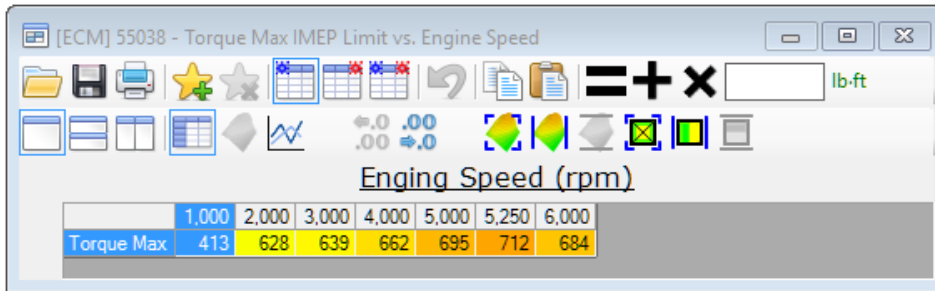 [ECM] 55038 - Torque Max IMEP Limit vs. Engine Speed
lb·ft
←.0 .00
.00 →.0
Enging Speed (rpm)
1,000 2,000 3,000 4,000 5,000 5,250 6,000
Torque Max 413 628 639 662 695 712 684